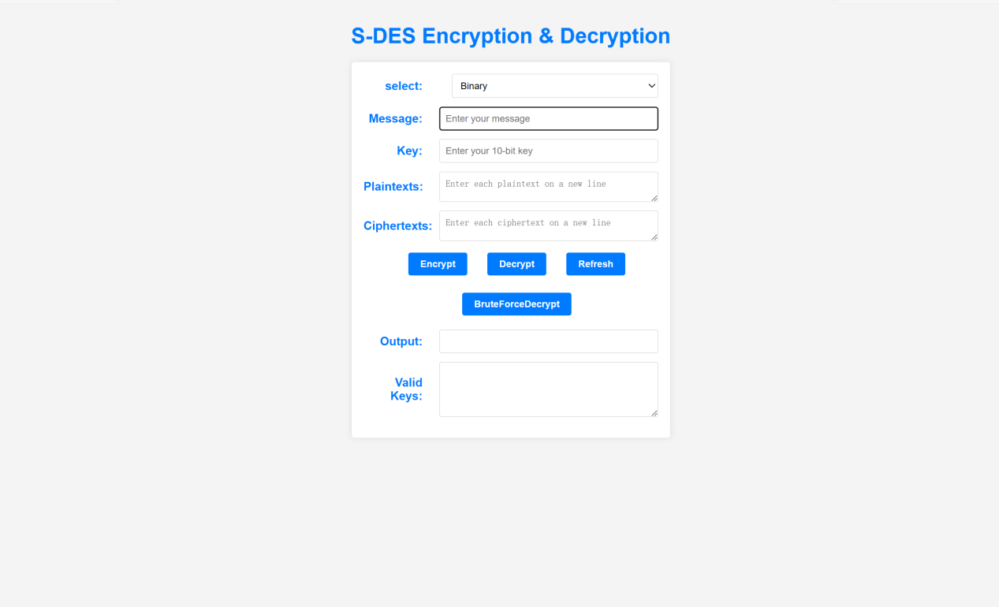 S-DES Encryption & Decryption
select: Binary
Message: Enter your message
Key: Enter your 10-bit key
Plaintexts: Enter each plaintext on a new line
Ciphertexts: Enter each ciphertext on a new line
Encrypt Decrypt Refresh
BruteForceDecrypt
Output:
Valid
Keys: